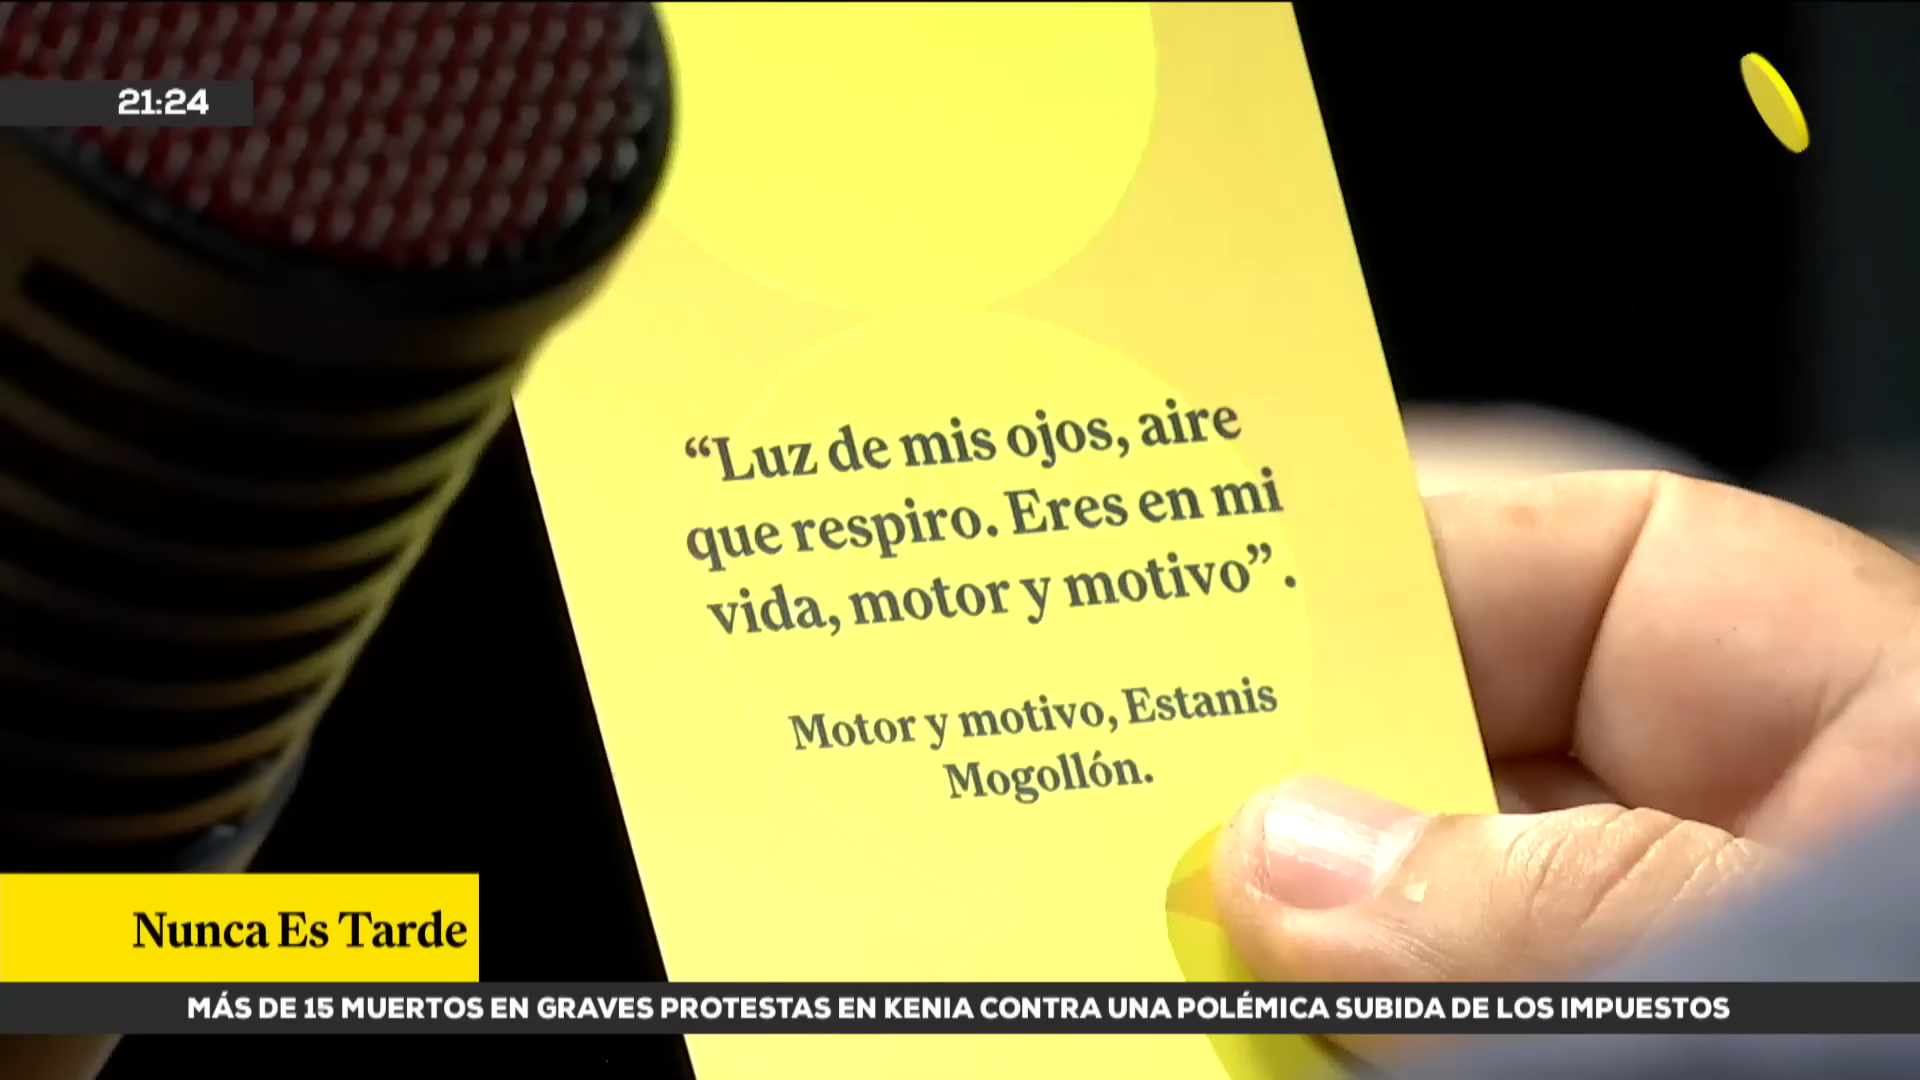 21:24
“Luz de mis ojos, aire
que respiro. Eres en mi
vida, motor y motivo”.
Motor y motivo, Estanis
Mogollón.
Nunca Es Tarde
MÁS DE 15 MUERTOS EN GRAVES PROTESTAS EN KENIA CONTRA UNA POLÉMICA SUBIDA DE LOS IMPUESTOS